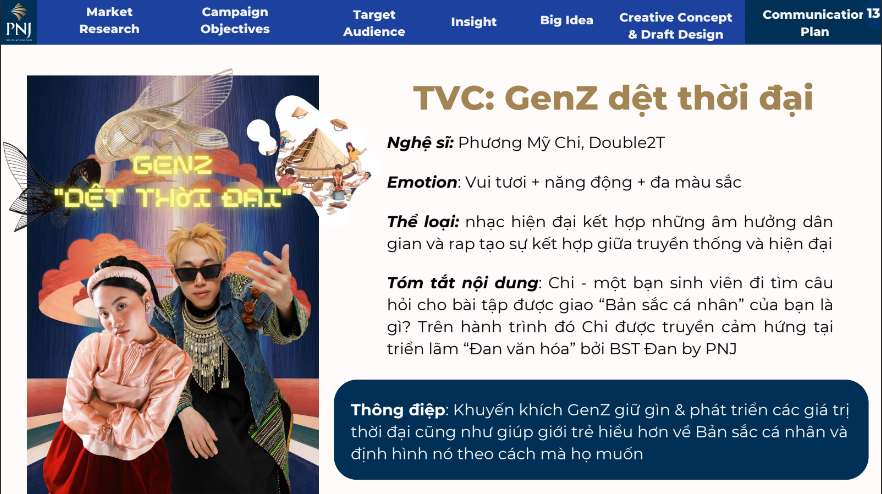 PNJ
Market
Research
Campaign
Objectives
Target
Audience
Insight
Big Idea
Creative Concept
& Draft Design
Communication
Plan
13
GENZ
"DỆT THỜI ĐẠI"
TVC: GenZ dệt thời đại
Nghệ sĩ: Phương Mỹ Chi, Double2T
Emotion: Vui tươi + năng động + đa màu sắc
Thể loại: nhạc hiện đại kết hợp những âm hưởng dân
gian và rap tạo sự kết hợp giữa truyền thống và hiện đại
Tóm tắt nội dung: Chi - một bạn sinh viên đi tìm câu
hỏi cho bài tập được giao “Bản sắc cá nhân” của bạn là
gì? Trên hành trình đó Chi được truyền cảm hứng tại
triển lãm “Đan văn hóa” bởi BST Đan by PNJ
Thông điệp: Khuyến khích GenZ giữ gìn & phát triển các giá trị
thời đại cũng như giúp giới trẻ hiểu hơn về Bản sắc cá nhân và
định hình nó theo cách mà họ muốn